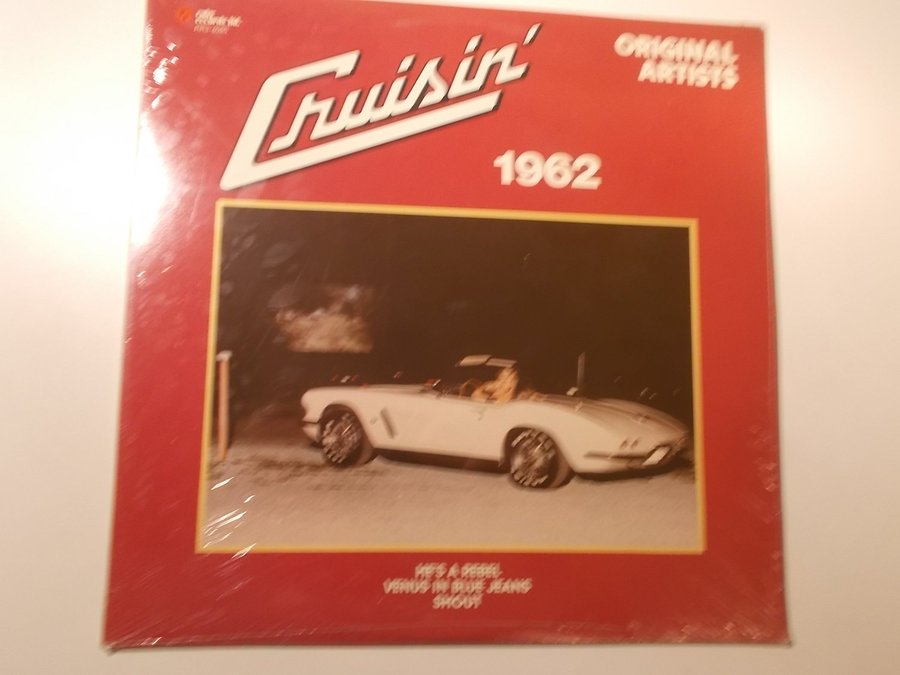 Cruisin'
ORIGINAL
ARTISTS
1962
HE'S A REBEL
VENUS IN BLUE JEANS
SHOUT